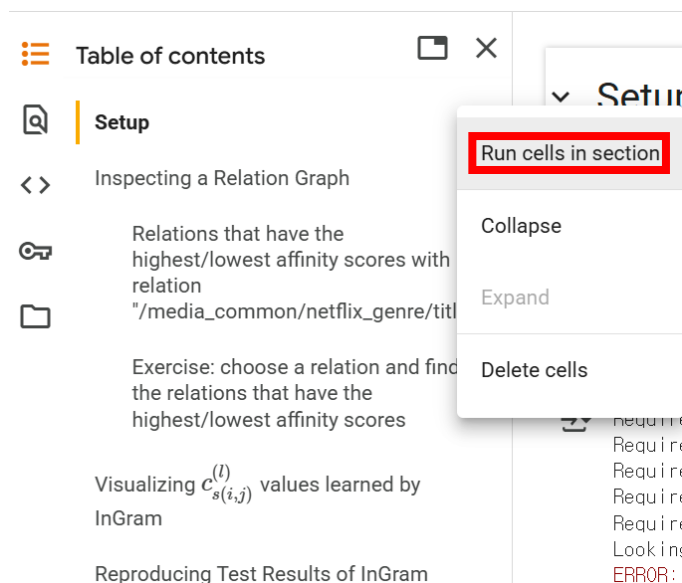 Table of contents
Setup
Setup
Inspecting a Relation Graph
Relations that have the
highest/lowest affinity scores with
relation
"/media_common/netflix_genre/titl
Exercise: choose a relation and find
the relations that have the
highest/lowest affinity scores
Visualizing c_{s(i,j)}^{(l)} values learned by
InGram
Reproducing Test Results of InGram
Run cells in section
Collapse
Expand
Delete cells
Require
Require
Require
Require
Require
Looking
ERROR: